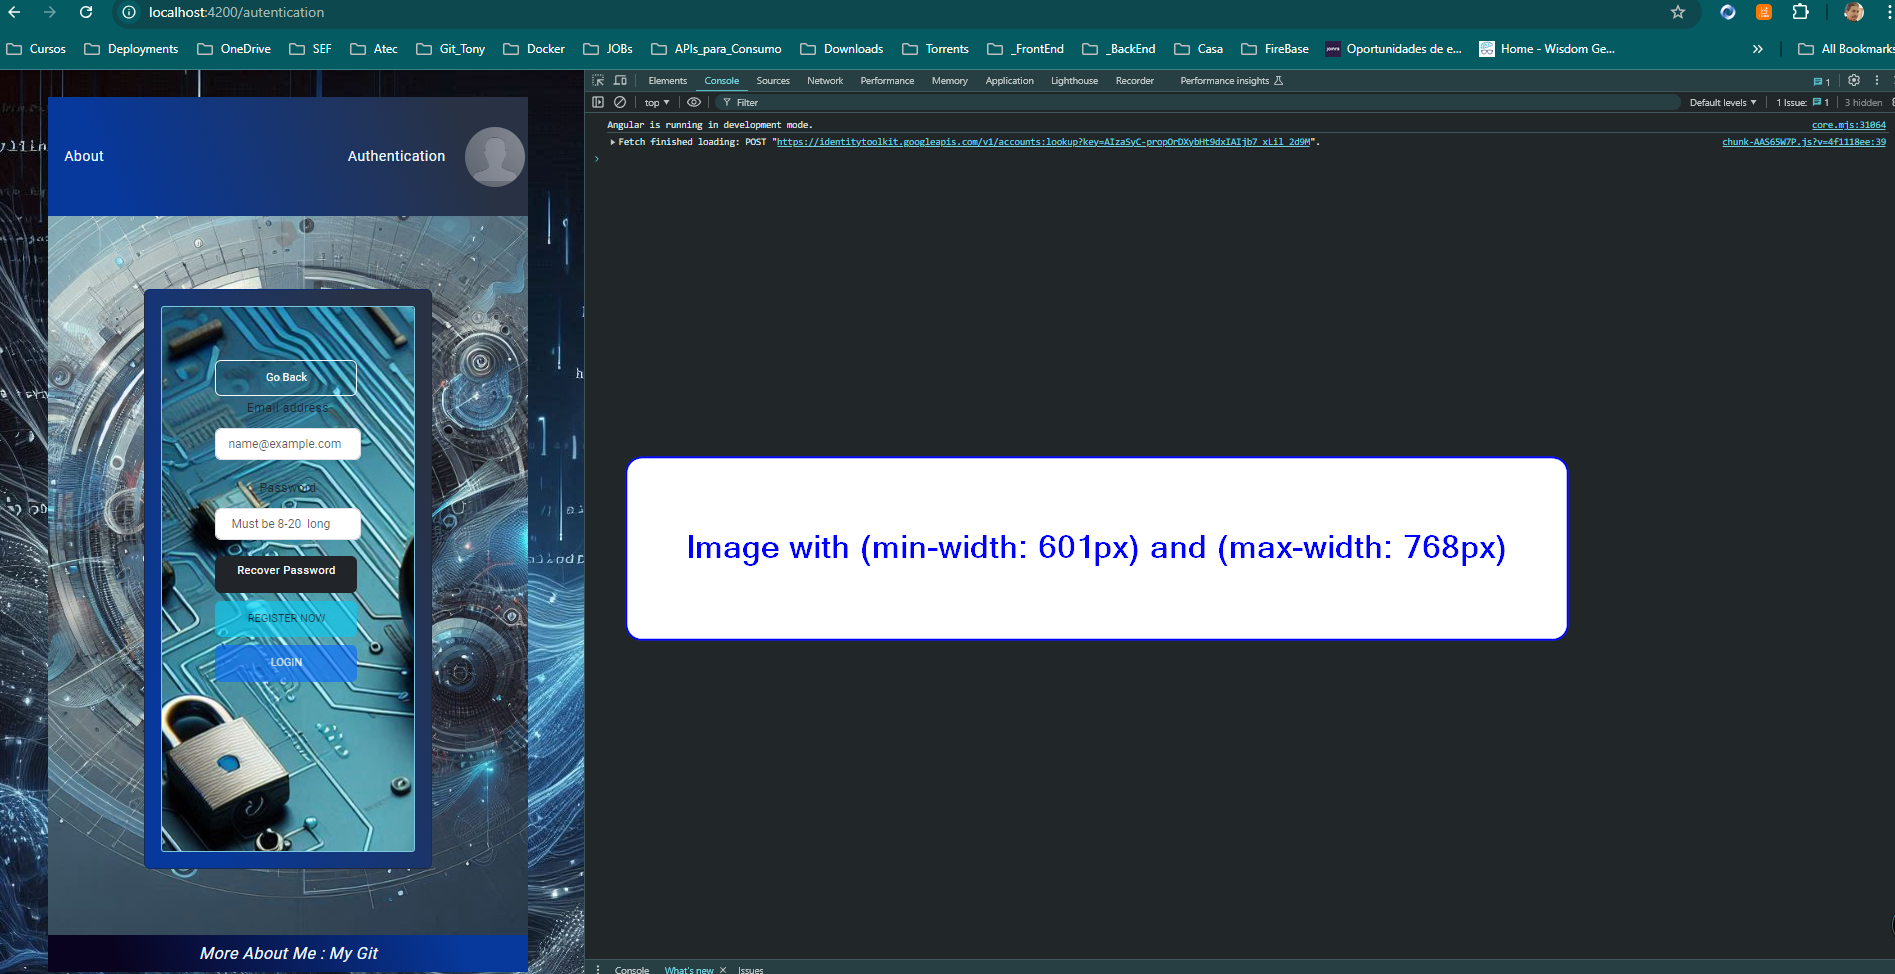 localhost:4200/autentication
Cursos Deployments OneDrive SEF Atec Git_Tony Docker JOBs APIs_para_Consumo Downloads Torrents _FrontEnd _BackEnd Casa FireBase Oportunidades de e... Home - Wisdom Ge... » All Bookmarks
Elements Console Sources Network Performance Memory Application Lighthouse Recorder Performance insights 1
top Filter Default levels 1 Issue: 1 3 hidden
Angular is running in development mode. core.mjs:31064
Fetch finished loading: POST "https://identitytoolkit.googleapis.com/v1/accounts:lookup?key=AIzaSyC-propOrDXybHt9dxIAIjb7_xLil_2d9M". chunk-AAS65W7P.js?v=4f1118ee:39
About Authentication
Go Back
Email address
name@example.com
Password
Must be 8-20 long
Recover Password
REGISTER NOW
LOGIN
Image with (min-width: 601px) and (max-width: 768px)
More About Me : My Git
Console What's new Issues